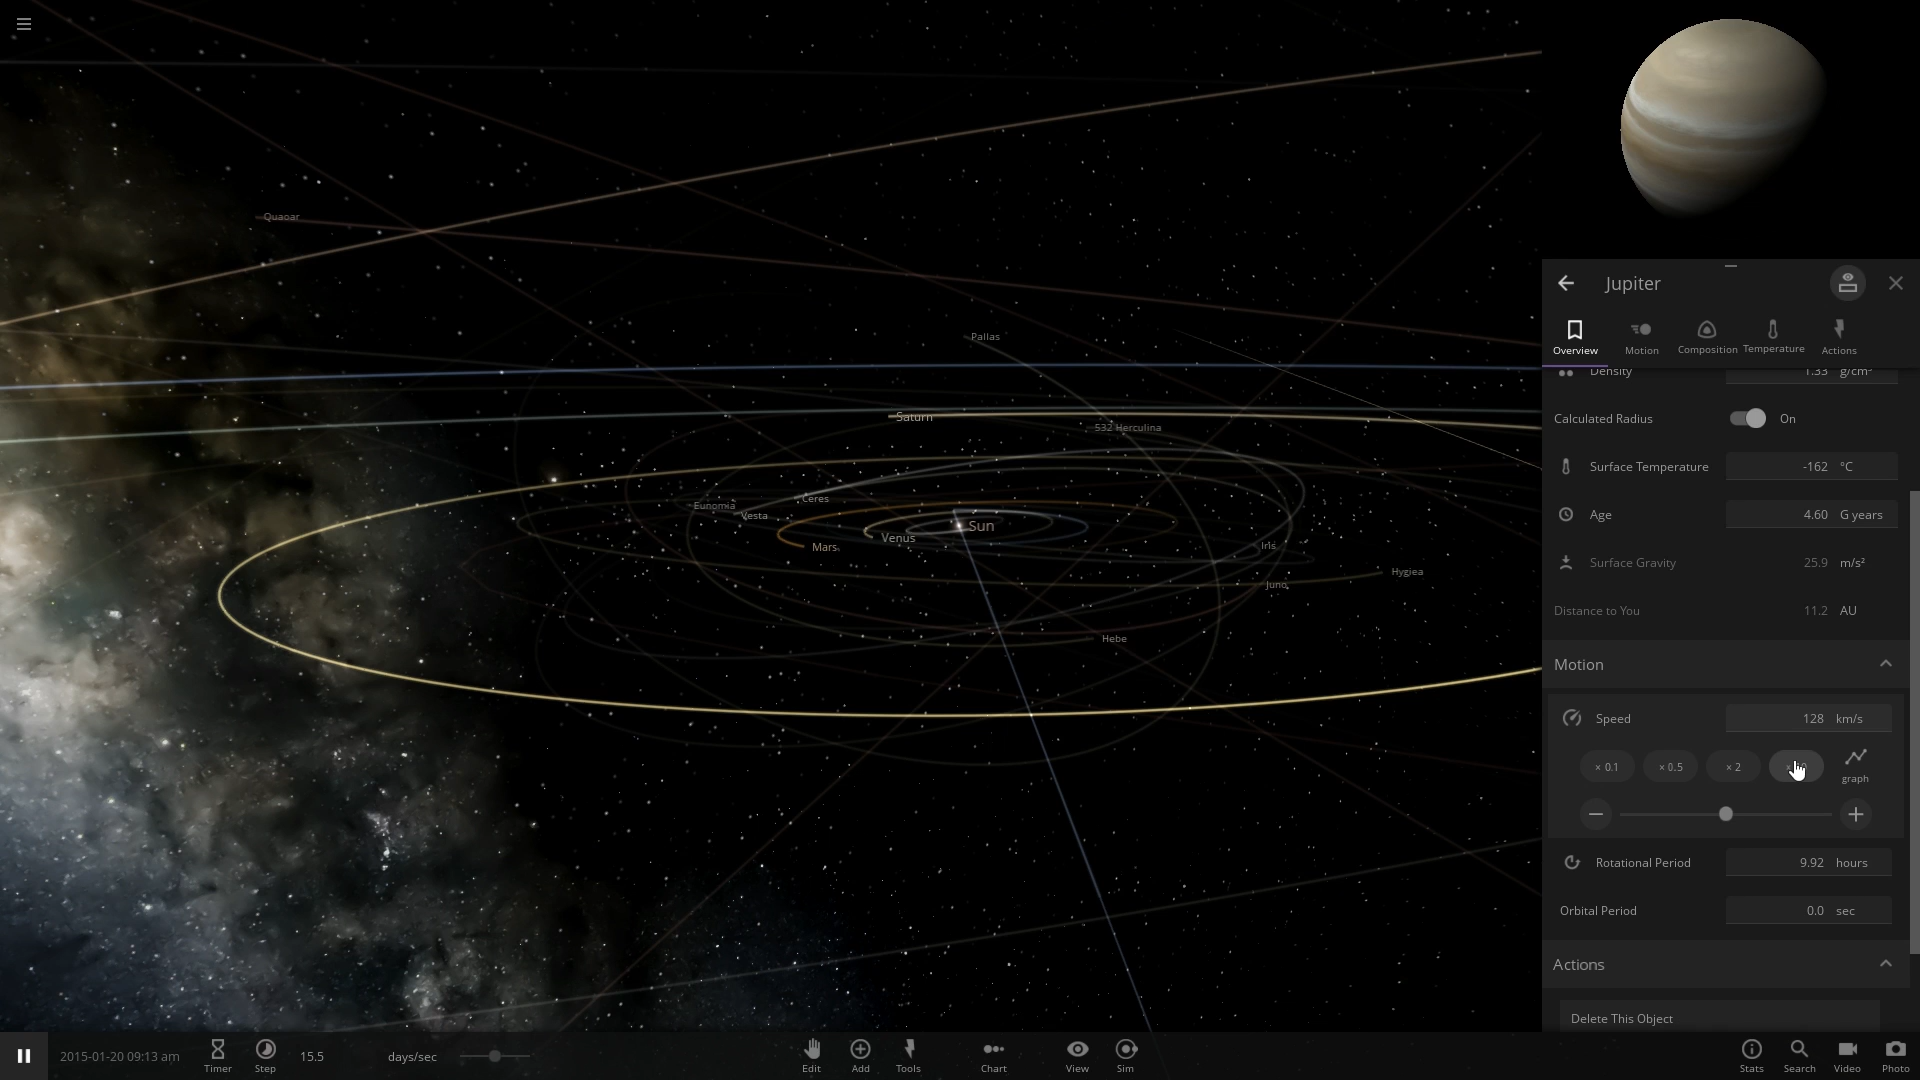 Quaoar
Pallas
Saturn
532 Herculina
Ceres
Eunomia
Vesta
Sun
Venus
Mars
Iris
Hygiea
Juno
Hebe
Jupiter
Overview
Motion
Composition
Temperature
Actions
Density 1.33 g/cm³
Calculated Radius On
Surface Temperature -162 °C
Age 4.60 G years
Surface Gravity 25.9 m/s²
Distance to You 11.2 AU
Motion
Speed 128 km/s
× 0.1 × 0.5 × 2
graph
Rotational Period 9.92 hours
Orbital Period 0.0 sec
Actions
Delete This Object
2015-01-20 09:13 am
Timer
Step
15.5 days/sec
Edit
Add
Tools
Chart
View
Sim
Stats
Search
Video
Photo